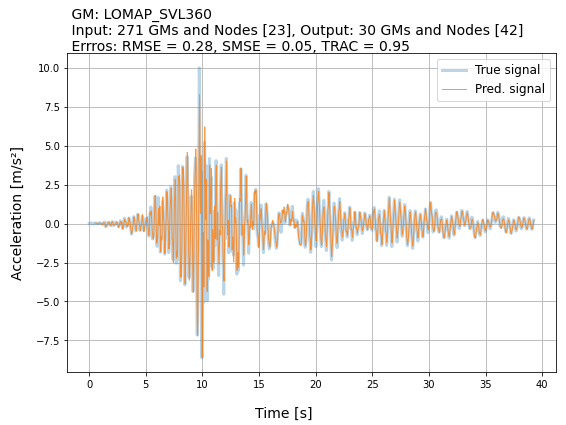 GM: LOMAP_SVL360
Input: 271 GMs and Nodes [23], Output: 30 GMs and Nodes [42]
Errros: RMSE = 0.28, SMSE = 0.05, TRAC = 0.95
True signal
Pred. signal
10.0
7.5
5.0
2.5
0.0
−2.5
−5.0
−7.5
Acceleration [m/s²]
0 5 10 15 20 25 30 35 40
Time [s]